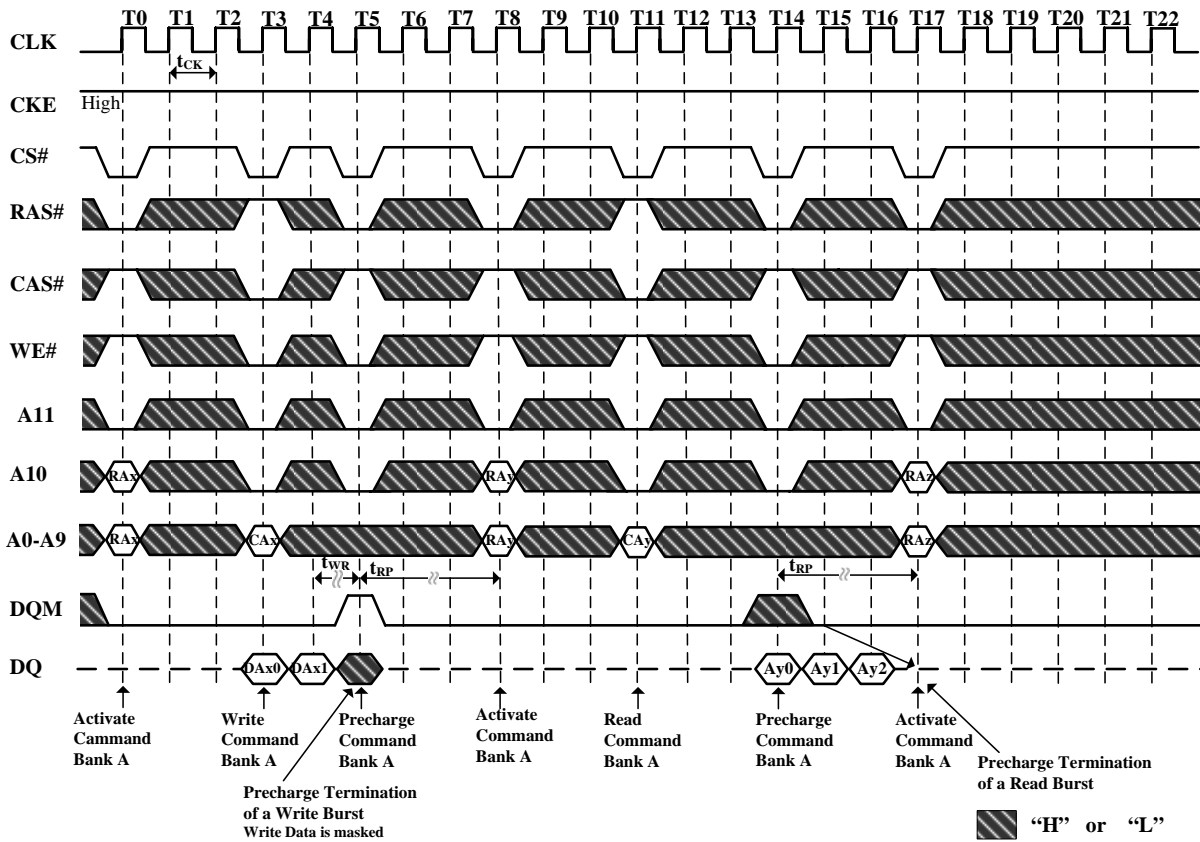 T0 T1 T2 T3 T4 T5 T6 T7 T8 T9 T10 T11 T12 T13 T14 T15 T16 T17 T18 T19 T20 T21 T22
CLK
tCK
CKE High
CS#
RAS#
CAS#
WE#
A11
A10 RAx RAy RAz
A0-A9 RAx CAx RAy CAy RAz
tWR tRP tRP
DQM
DQ DAx0 DAx1 Ay0 Ay1 Ay2
Activate
Cammand
Bank A
Write
Command
Bank A
Precharge
Command
Bank A
Activate
Command
Bank A
Read
Command
Bank A
Precharge
Command
Bank A
Activate
Command
Bank A
Precharge Termination
of a Write Burst
Write Data is masked
Precharge Termination
of a Read Burst
“H” or “L”